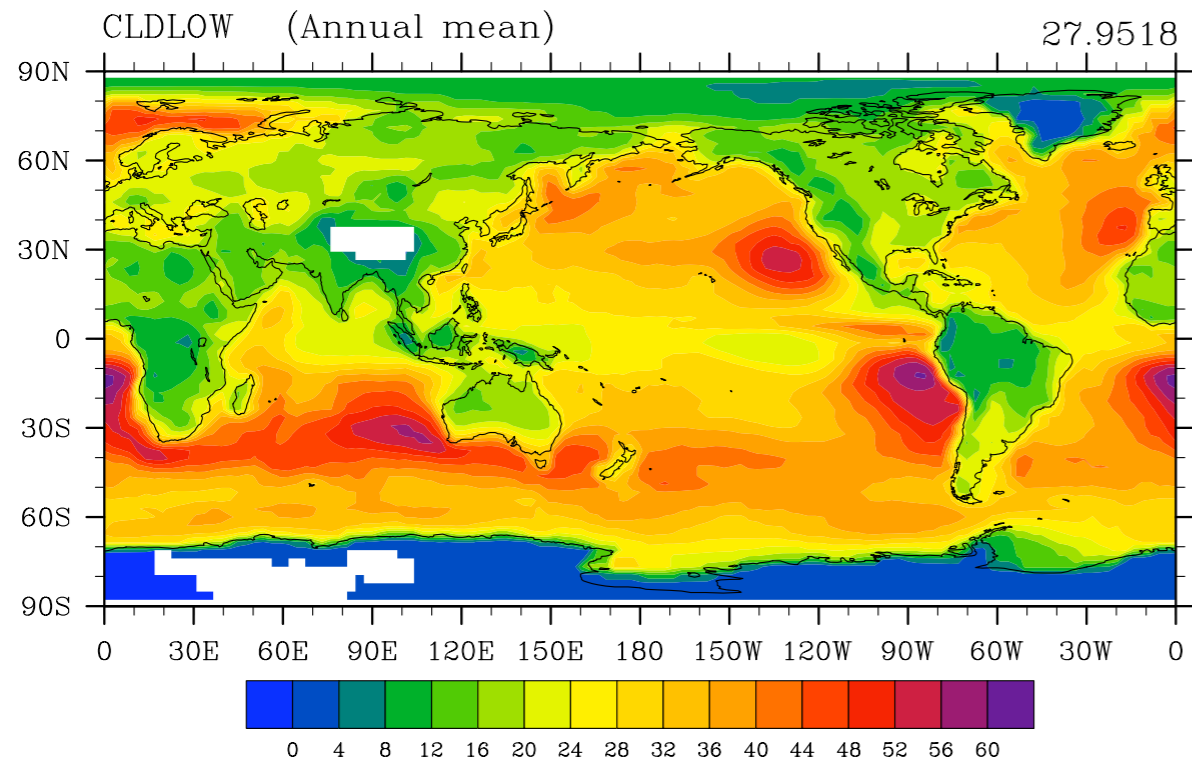 CLDLOW (Annual mean) 27.9518
90N
60N
30N
0
30S
60S
90S
0 30E 60E 90E 120E 150E 180 150W 120W 90W 60W 30W 0
0 4 8 12 16 20 24 28 32 36 40 44 48 52 56 60